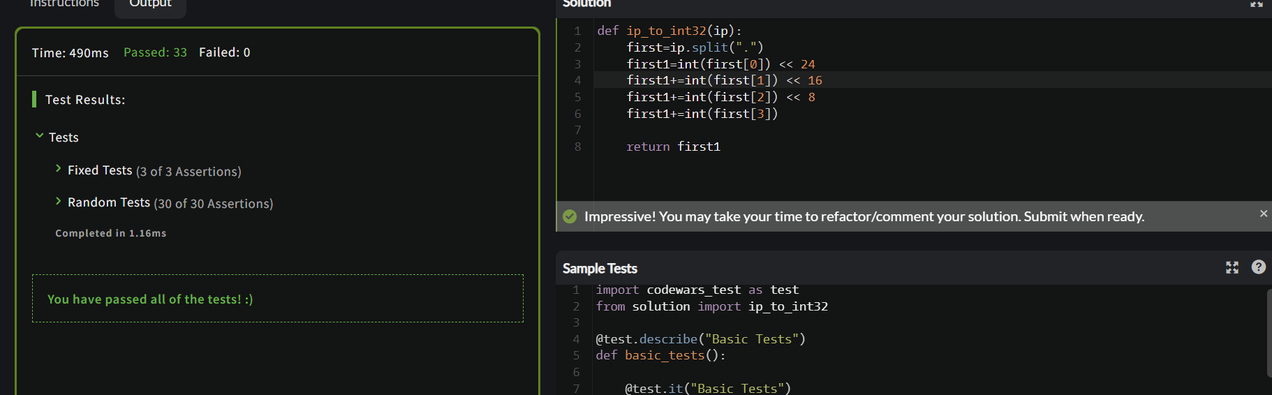 Instructions Output
Time: 490ms Passed: 33 Failed: 0
Test Results:
Tests
Fixed Tests (3 of 3 Assertions)
Random Tests (30 of 30 Assertions)
Completed in 1.16ms
You have passed all of the tests! :)
Solution
1 def ip_to_int32(ip):
2     first=ip.split(".")
3     first1=int(first[0]) << 24
4     first1+=int(first[1]) << 16
5     first1+=int(first[2]) << 8
6     first1+=int(first[3])
7
8     return first1
Impressive! You may take your time to refactor/comment your solution. Submit when ready. ×
Sample Tests ?
1 import codewars_test as test
2 from solution import ip_to_int32
3
4 @test.describe("Basic Tests")
5 def basic_tests():
6
7     @test.it("Basic Tests")